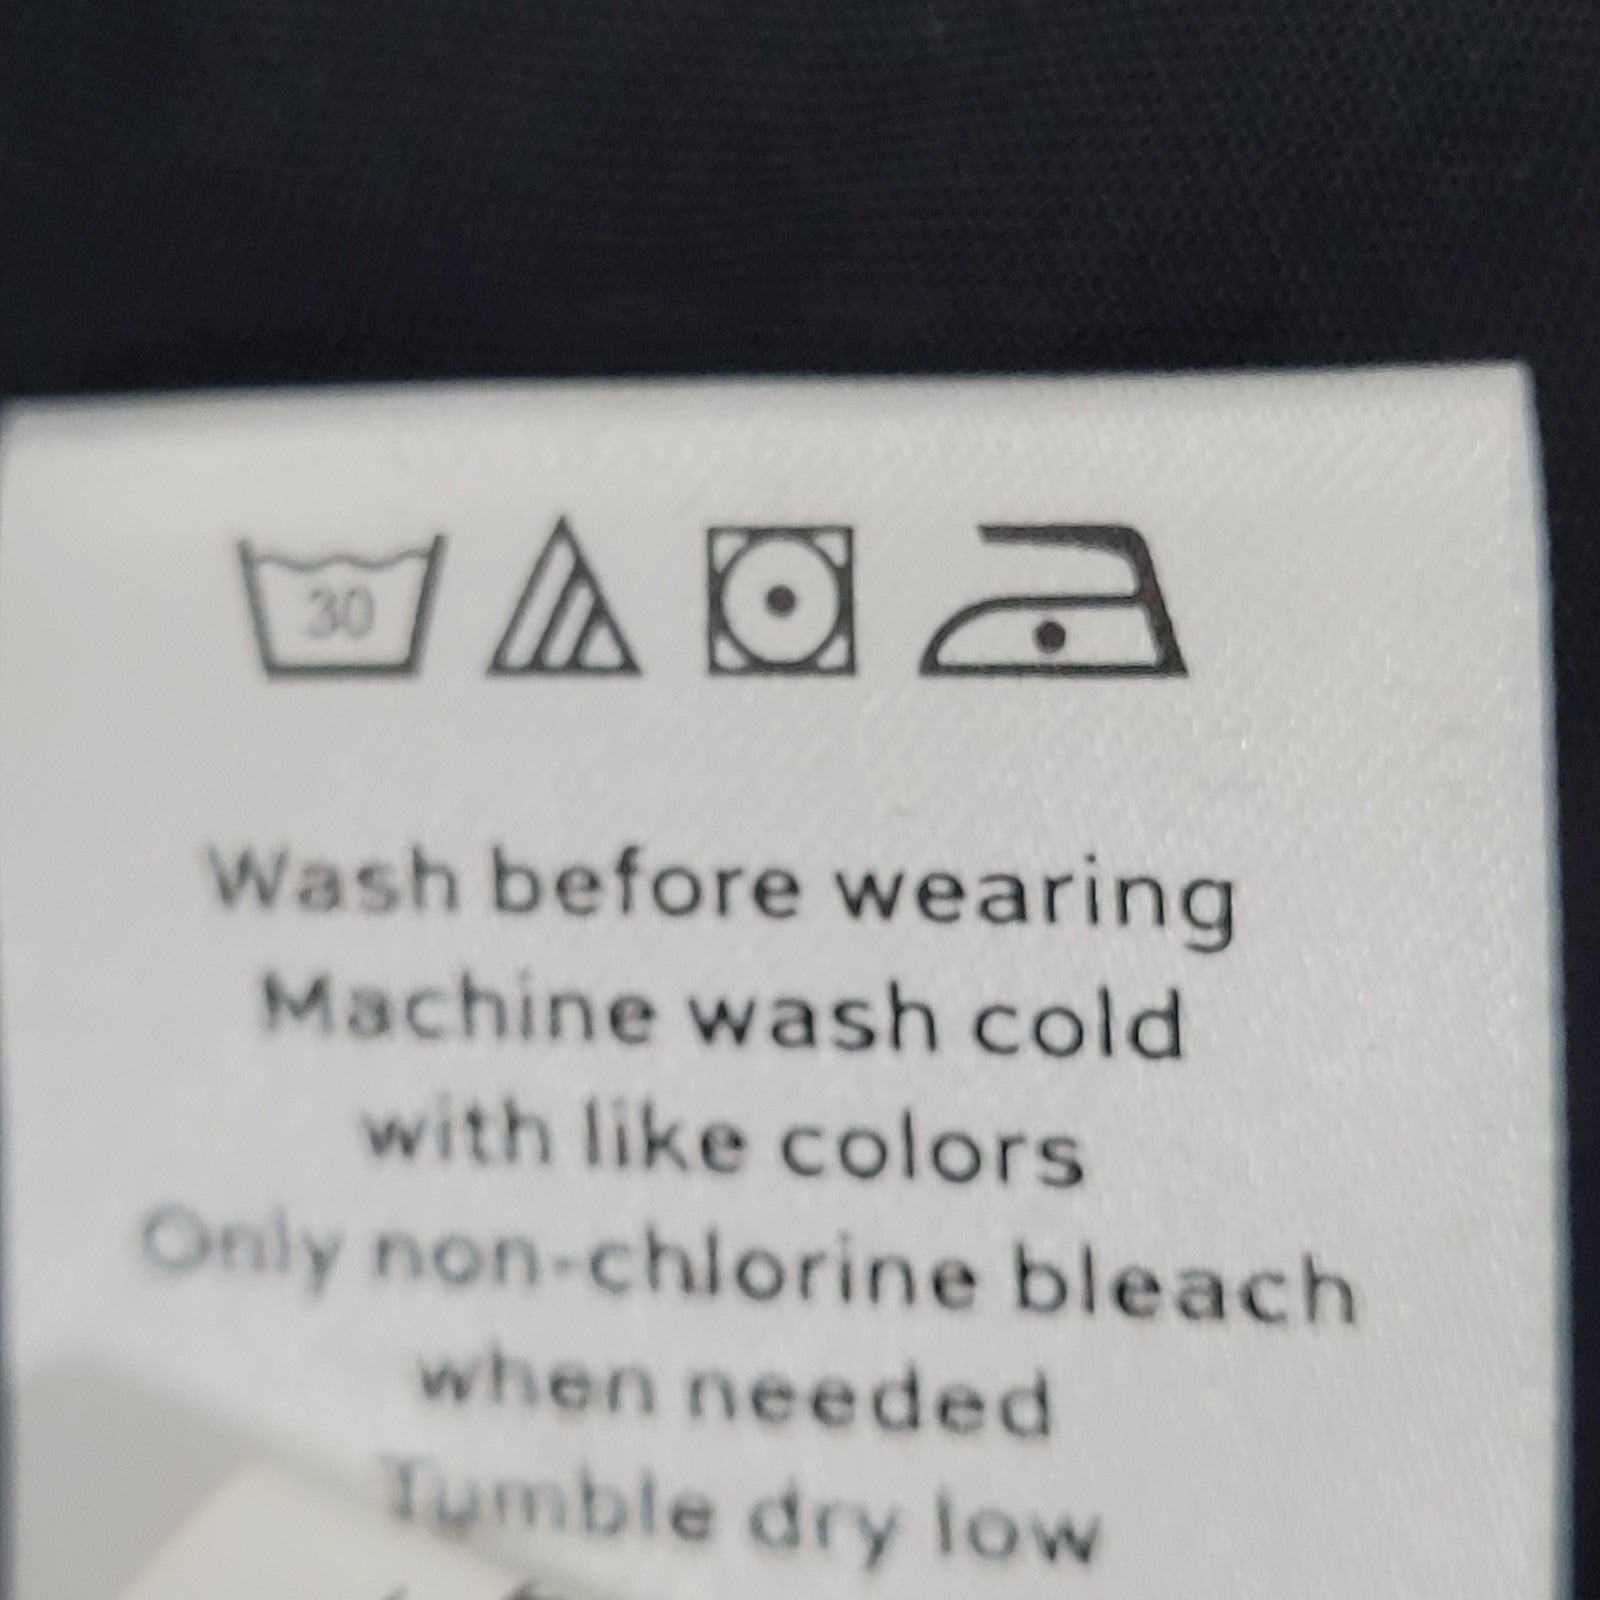 30
Wash before wearing
Machine wash cold
with like colors
Only non-chlorine bleach
when needed
Tumble dry low